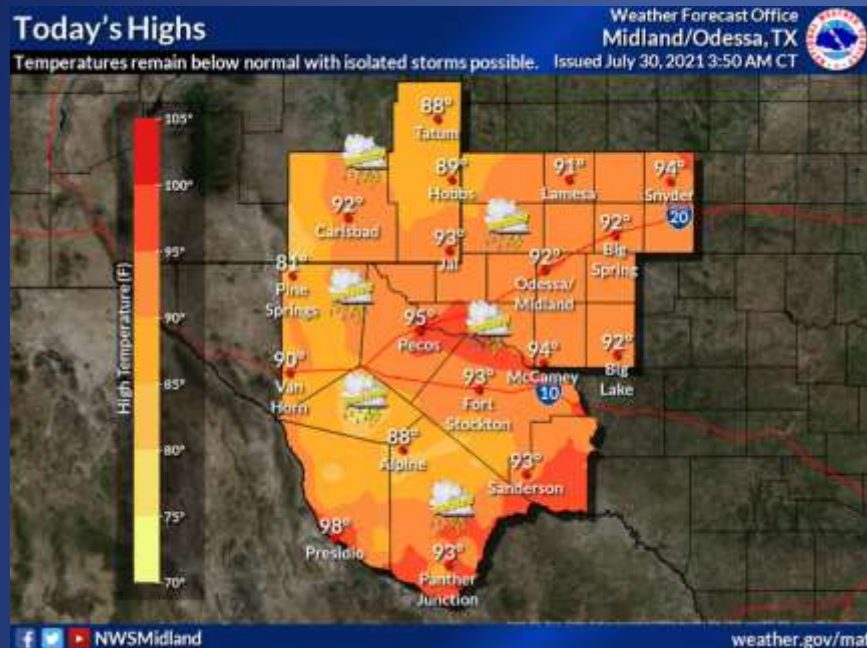 Today's Highs
Weather Forecast Office
Midland/Odessa, TX
Temperatures remain below normal with isolated storms possible.
Issued July 30, 2021 3:50 AM CT
High Temperature (F)
105°
100°
95°
90°
85°
80°
75°
70°
88°
Tatum
89°
Hobbs
91°
Lamesa
94°
Snyder
20
92°
Carlsbad
93°
Jal
92°
Big
Spring
81°
Pine
Springs
92°
Odessa/
Midland
95°
Pecos
94°
McCamey
92°
Big
Lake
90°
Van
Horn
93°
Fort
Stockton
10
88°
Alpine
93°
Sanderson
98°
Presidio
93°
Panther
Junction
NWSMidland
weather.gov/maf